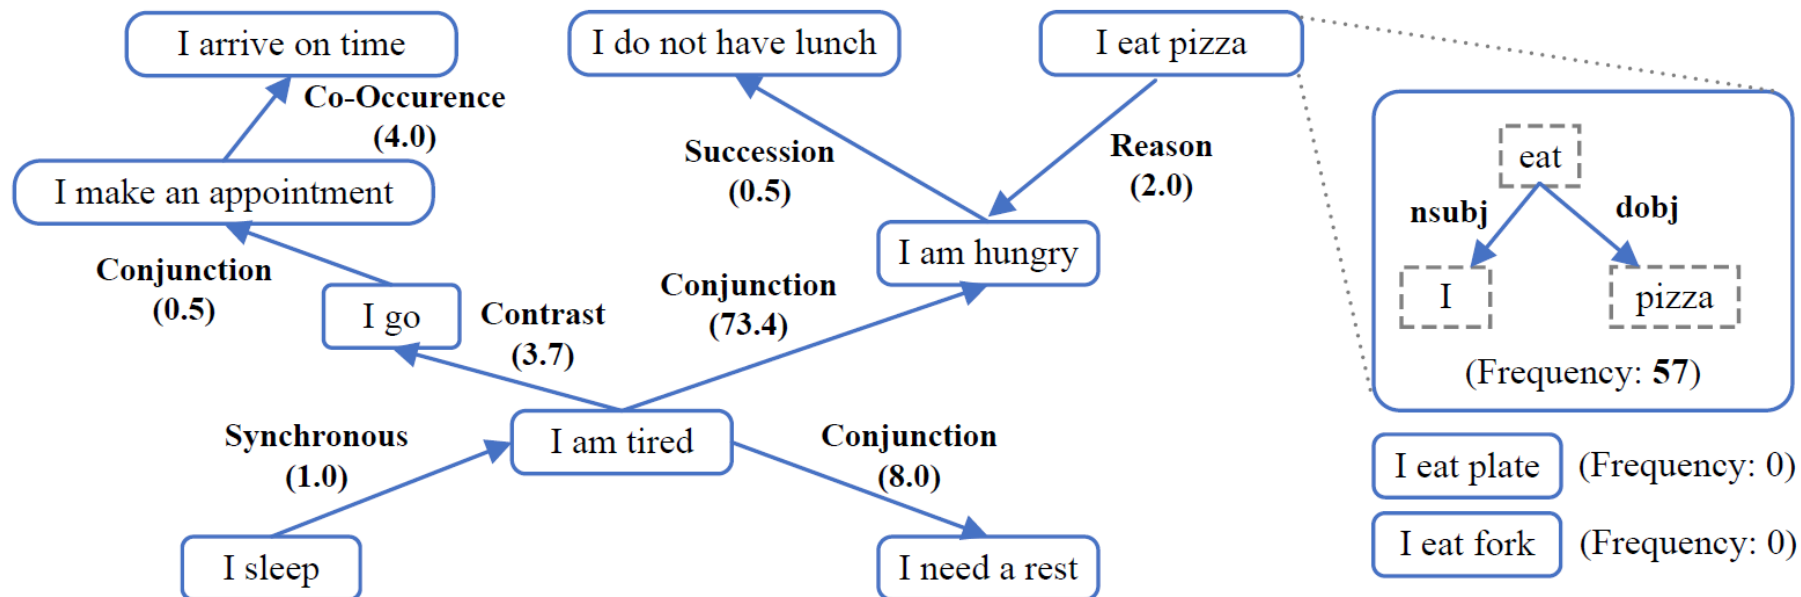 I arrive on time
I do not have lunch
I eat pizza
Co-Occurence
(4.0)
Succession
(0.5)
Reason
(2.0)
eat
nsubj
dobj
I
pizza
(Frequency: 57)
I make an appointment
I am hungry
Conjunction
(0.5)
Conjunction
(73.4)
I go
Contrast
(3.7)
Synchronous
(1.0)
I am tired
Conjunction
(8.0)
I eat plate (Frequency: 0)
I sleep
I need a rest
I eat fork (Frequency: 0)